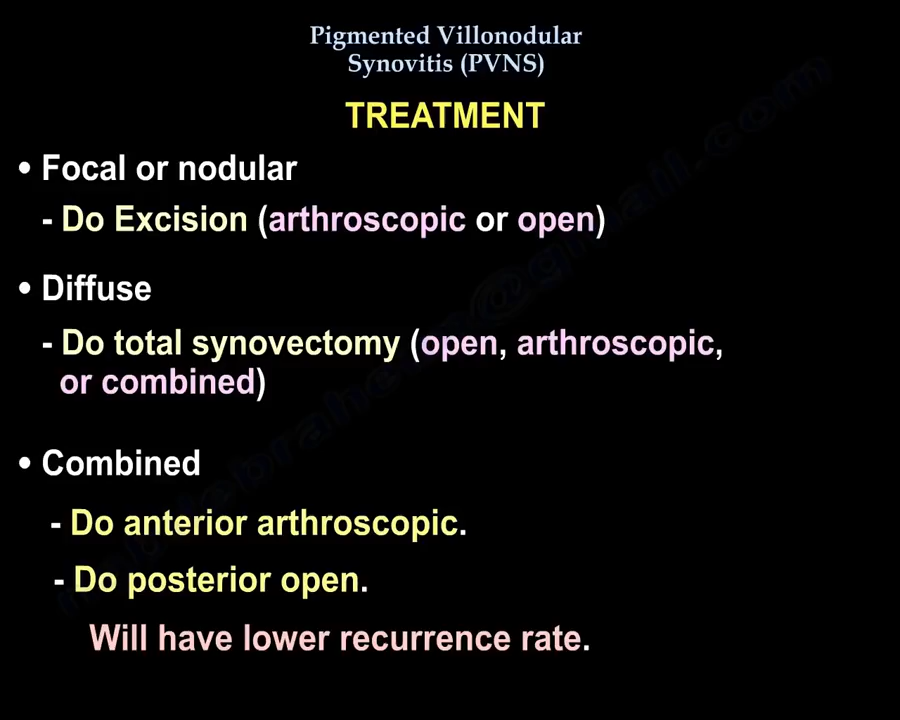 Pigmented Villonodular
Synovitis (PVNS)
TREATMENT
• Focal or nodular
- Do Excision (arthroscopic or open)
• Diffuse
- Do total synovectomy (open, arthroscopic,
or combined)
• Combined
- Do anterior arthroscopic.
- Do posterior open.
Will have lower recurrence rate.